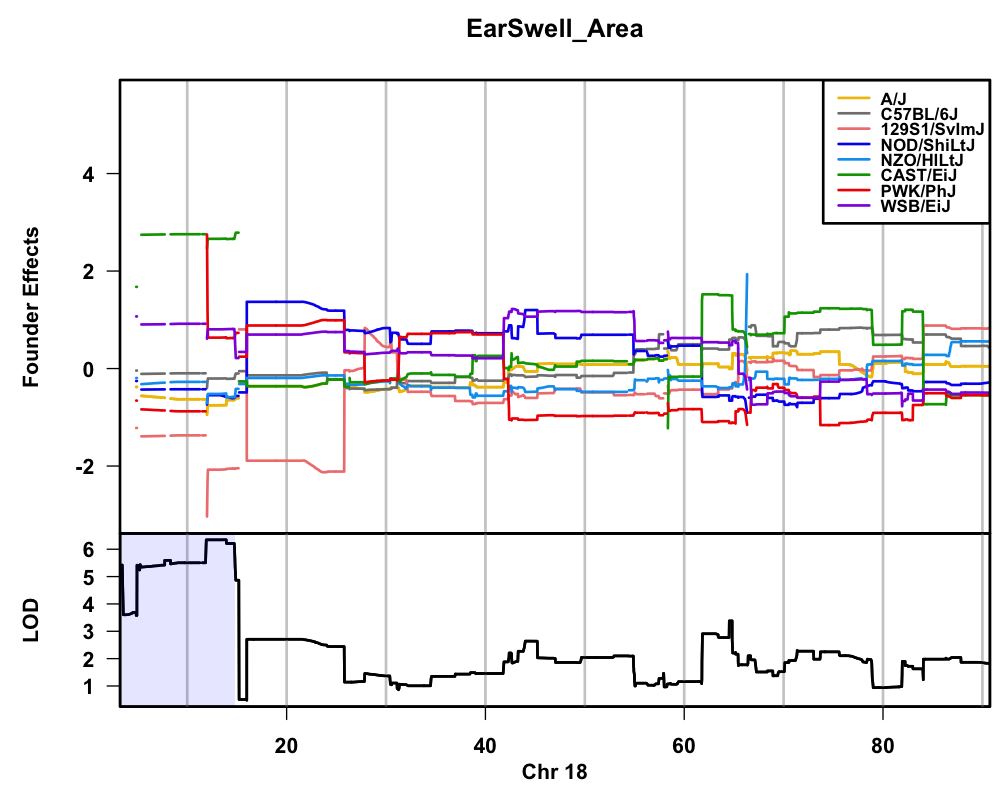 EarSwell_Area
A/J
C57BL/6J
129S1/SvImJ
NOD/ShiLtJ
NZO/HlLtJ
CAST/EiJ
PWK/PhJ
WSB/EiJ
Founder Effects
4
2
0
-2
LOD
6
5
4
3
2
1
20 40 60 80
Chr 18